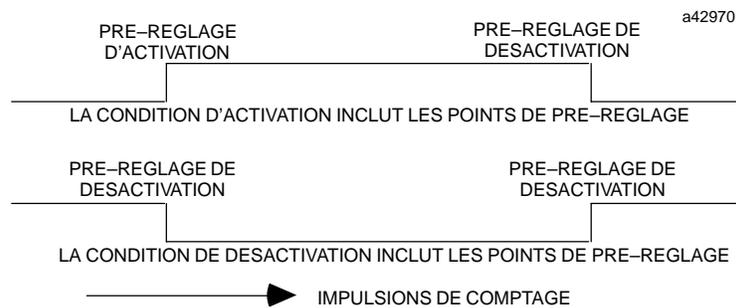 a42970
PRE–REGLAGE
D'ACTIVATION
PRE–REGLAGE DE
DESACTIVATION
LA CONDITION D'ACTIVATION INCLUT LES POINTS DE PRE–REGLAGE
PRE–REGLAGE DE
DESACTIVATION
PRE–REGLAGE DE
DESACTIVATION
LA CONDITION DE DESACTIVATION INCLUT LES POINTS DE PRE–REGLAGE
IMPULSIONS DE COMPTAGE